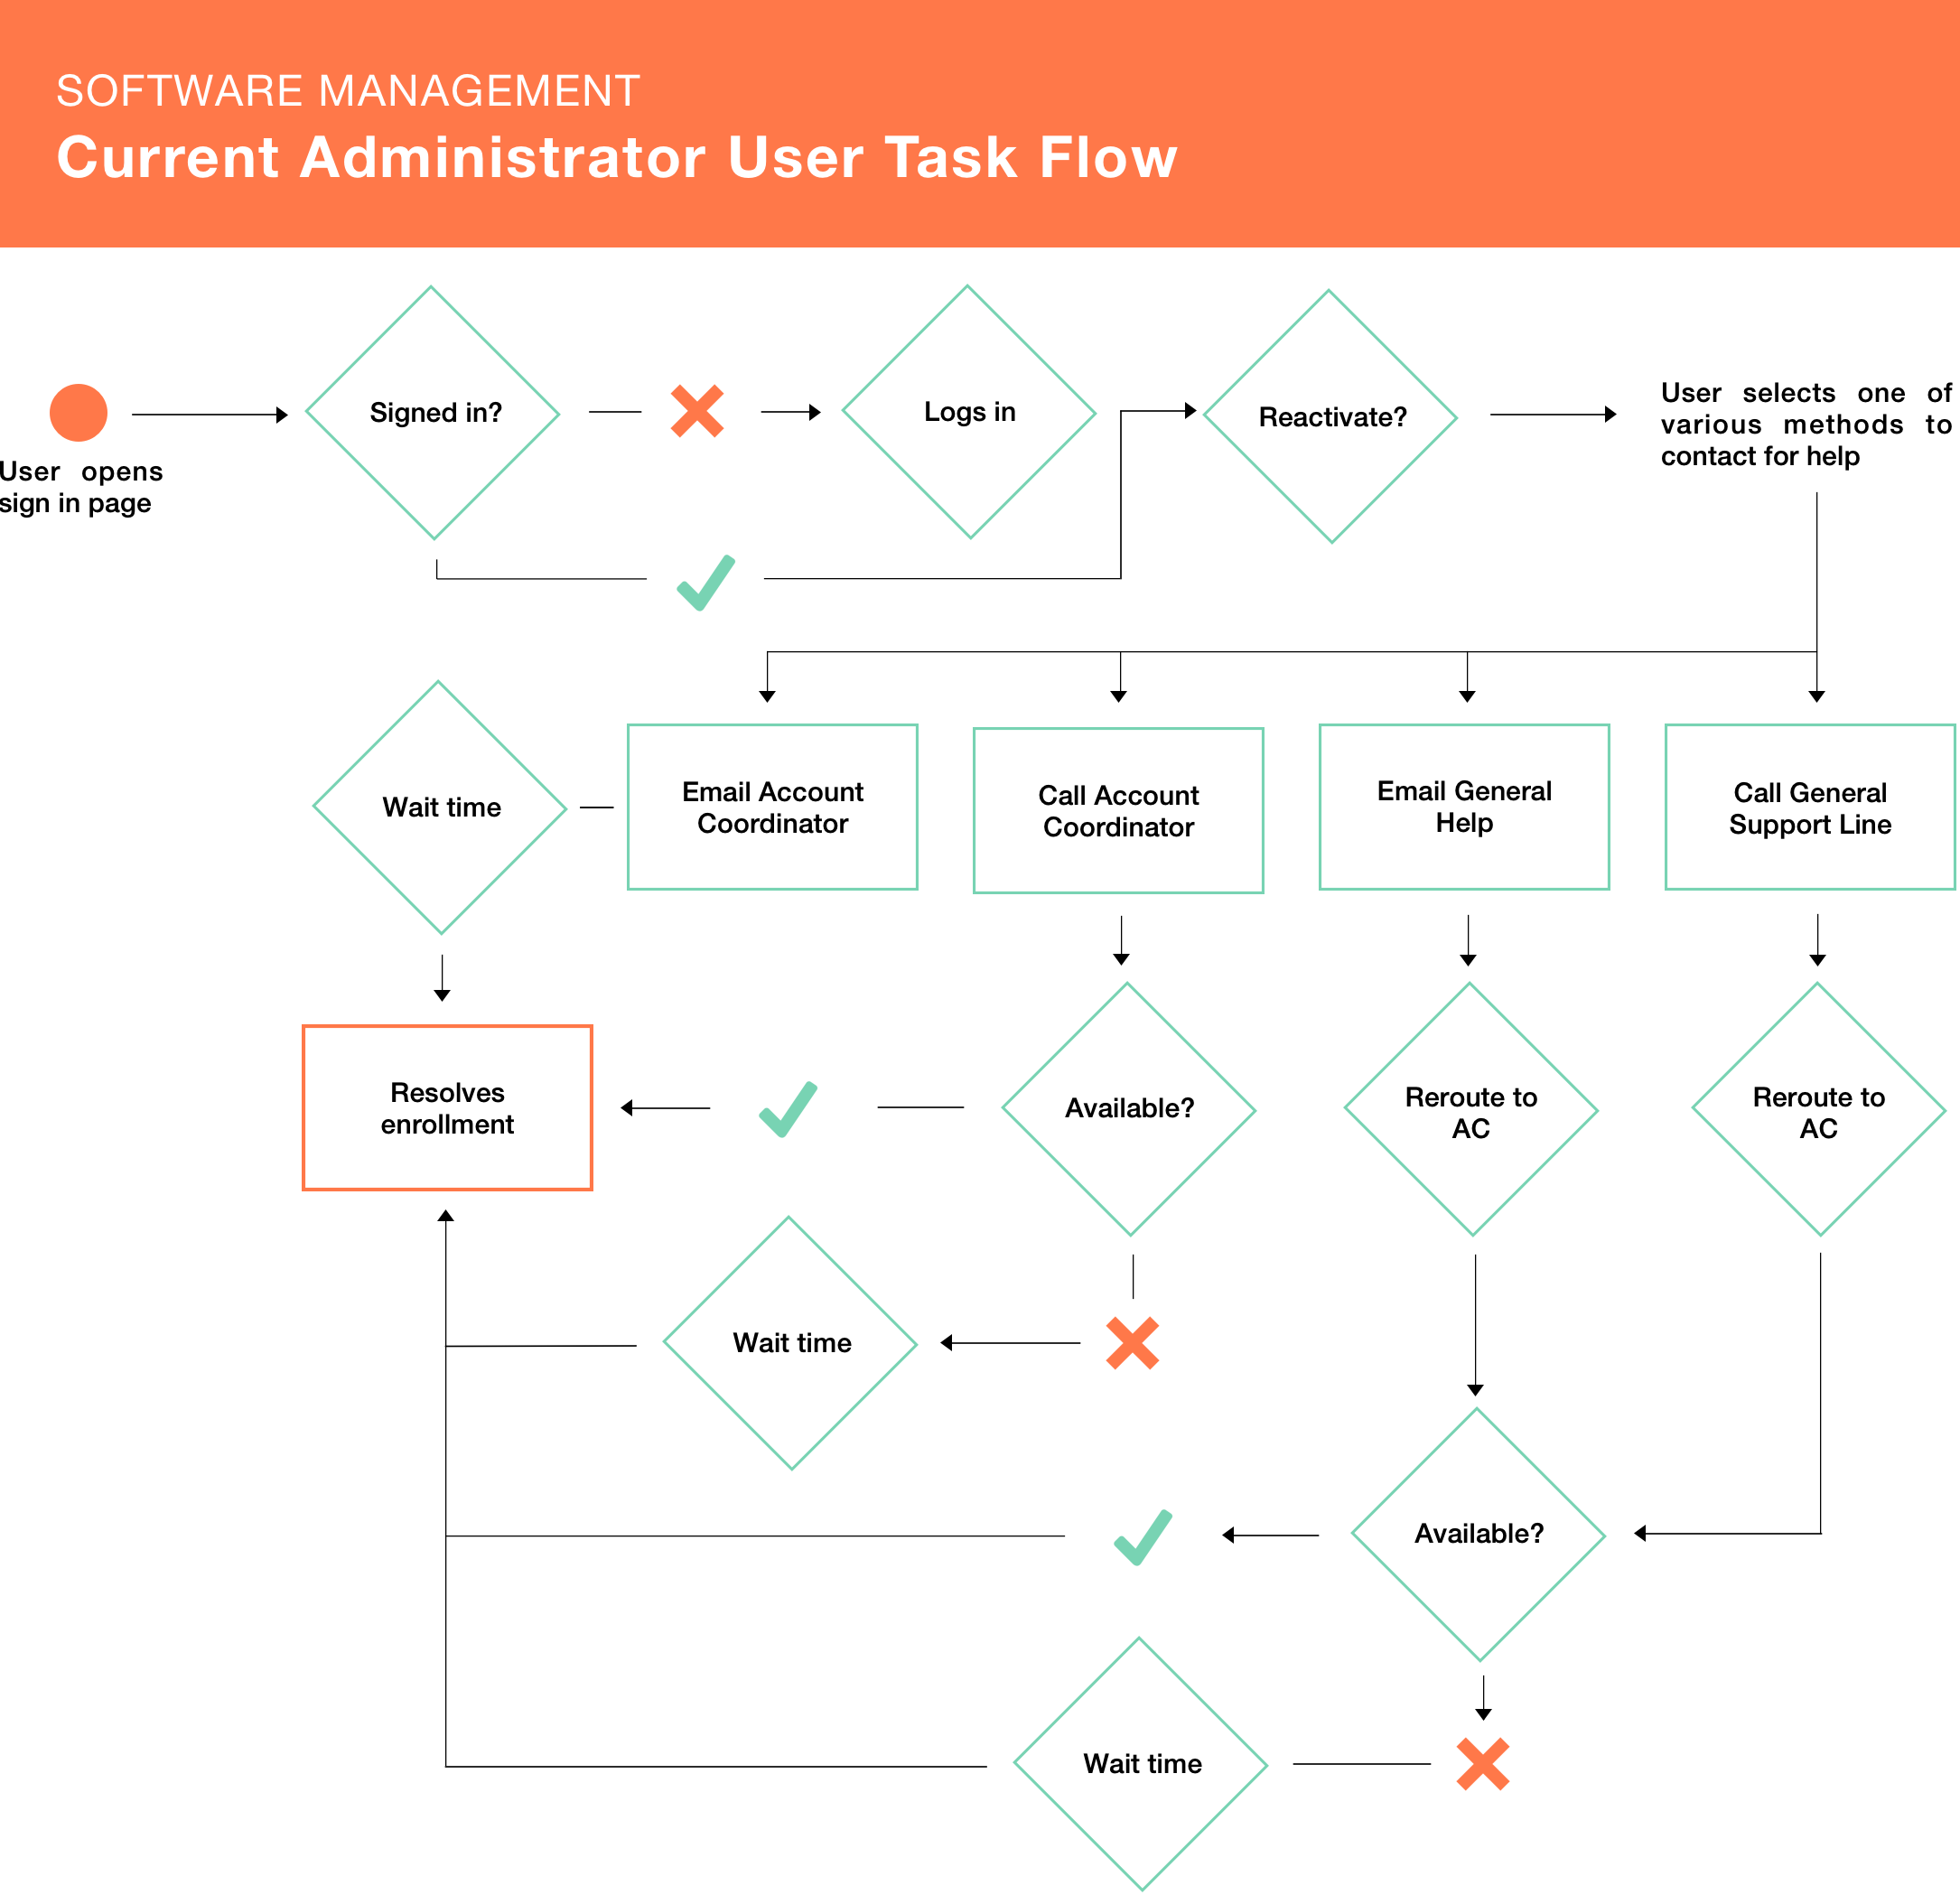 SOFTWARE MANAGEMENT
Current Administrator User Task Flow
User opens
sign in page
Signed in?
Logs in
Reactivate?
User selects one of
various methods to
contact for help
Wait time
Email Account
Coordinator
Call Account
Coordinator
Email General
Help
Call General
Support Line
Resolves
enrollment
Available?
Reroute to
AC
Reroute to
AC
Wait time
Available?
Wait time